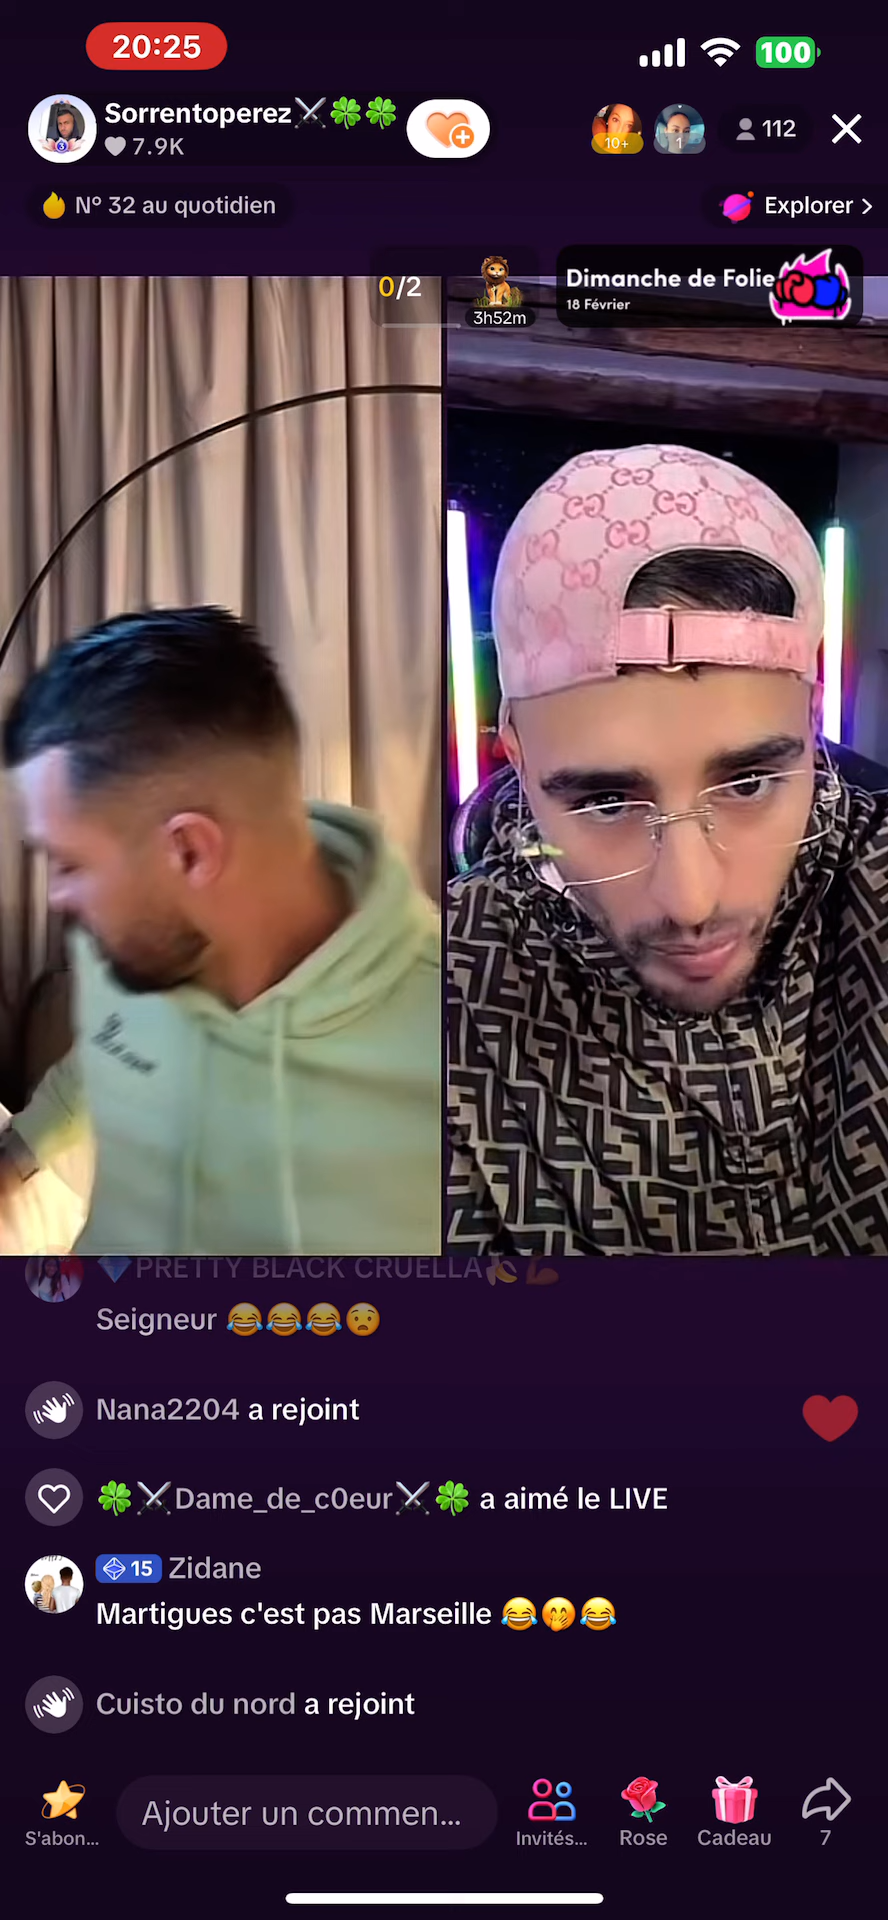 20:25
100
Sorrentoperez⚔️🍀🍀
7.9K
3
10+
1
112
N° 32 au quotidien
Explorer >
0/2
3h52m
Dimanche de Folie
18 Février
💎PRETTY BLACK CRUELLA🍌💪
Seigneur 😂😂😂😧
Nana2204 a rejoint
🍀⚔️Dame_de_c0eur⚔️🍀 a aimé le LIVE
15 Zidane
Martigues c'est pas Marseille 😂🤭😂
Cuisto du nord a rejoint
Ajouter un commen...
S'abon...
Invités...
Rose
Cadeau
7